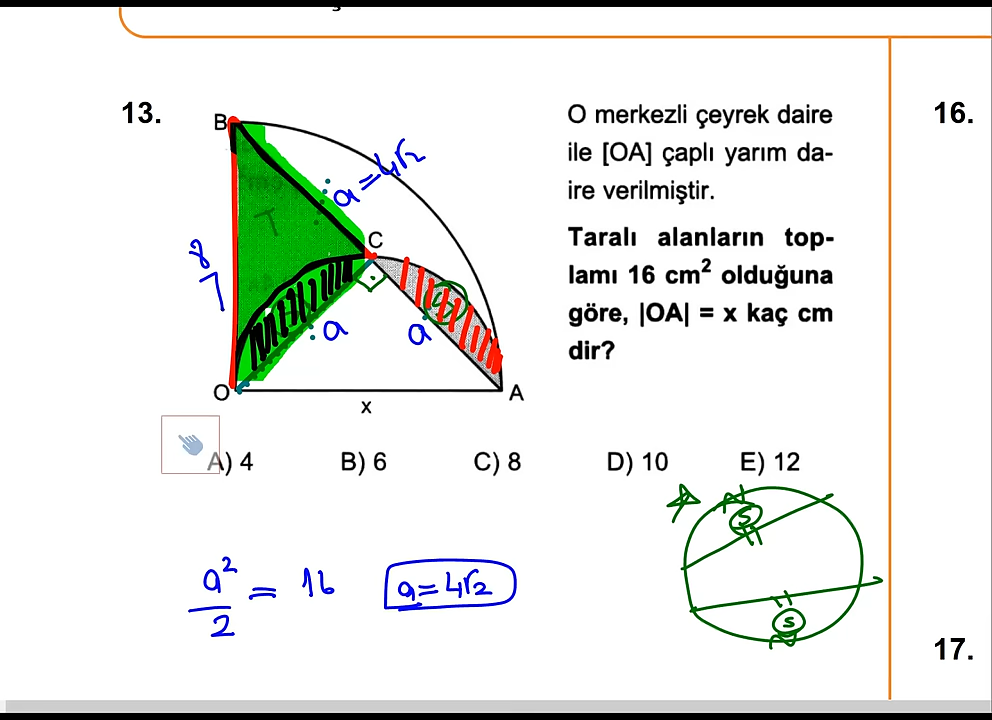 13.
O merkezli çeyrek daire
ile [OA] çaplı yarım da-
ire verilmiştir.
Taralı alanların top-
lamı 16 cm² olduğuna
göre, |OA| = x kaç cm
dir?
B
C
O
A
x
8
a=4√2
a
a
A) 4
B) 6
C) 8
D) 10
E) 12
a²/2 = 16
a=4√2
S
S
16.
17.